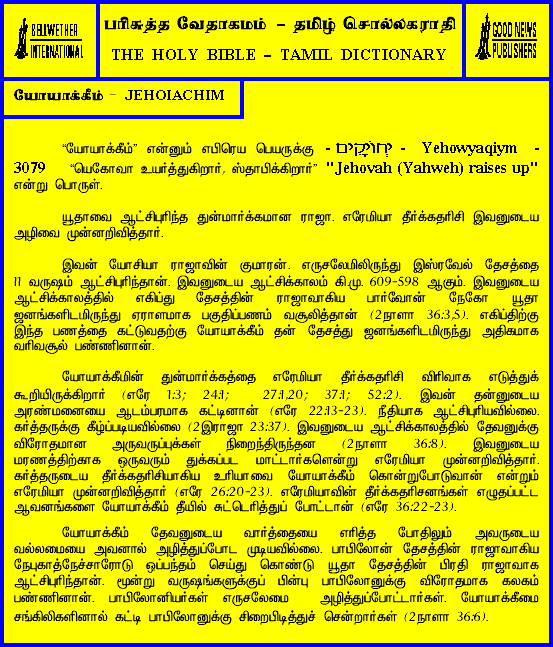 BELLWETHER
INTERNATIONAL
பரிசுத்த வேதாகமம் – தமிழ் சொல்லகராதி
THE HOLY BIBLE – TAMIL DICTIONARY
GOOD NEWS
PUBLISHERS
யோயாக்கீம் - JEHOIACHIM
“யோயாக்கீம்” என்னும் எபிரெய பெயருக்கு - יְהוֹיָקִים - Yehowyaqiym -
3079 “யெகோவா உயர்த்துகிறார், ஸ்தாபிக்கிறார்” "Jehovah (Yahweh) raises up"
என்று பொருள்.
யூதாவை ஆட்சிபுரிந்த துன்மார்க்கமான ராஜா. எரேமியா தீர்க்கதரிசி இவனுடைய
அழிவை முன்னறிவித்தார்.
இவன் யோசியா ராஜாவின் குமாரன். எருசலேமிலிருந்து இஸ்ரவேல் தேசத்தை
11 வருஷம் ஆட்சிபுரிந்தான். இவனுடைய ஆட்சிக்காலம் கி.மு. 609-598 ஆகும். இவனுடைய
ஆட்சிக்காலத்தில் எகிப்து தேசத்தின் ராஜாவாகிய பார்வோன் நேகோ யூதா
ஜனங்களிடமிருந்து ஏராளமாக பகுதிப்பணம் வசூலித்தான் (2நாளா 36:3,5). எகிப்திற்கு
இந்த பணத்தை கட்டுவதற்கு யோயாக்கீம் தன் தேசத்து ஜனங்களிடமிருந்து அதிகமாக
வரிவசூல் பண்ணினான்.
யோயாக்கீமின் துன்மார்க்கத்தை எரேமியா தீர்க்கதரிசி விரிவாக எடுத்துக்
கூறியிருக்கிறார் (எரே 1:3; 24:1; 27:1,20; 37:1; 52:2). இவன் தன்னுடைய
அரண்மனையை ஆடம்பரமாக கட்டினான் (எரே 22:13-23). நீதியாக ஆட்சிபுரியவில்லை.
கர்த்தருக்கு கீழ்ப்படியவில்லை (2இராஜா 23:37). இவனுடைய ஆட்சிக்காலத்தில் தேவனுக்கு
விரோதமான அருவருப்புக்கள் நிறைந்திருந்தன (2நாளா 36:8). இவனுடைய
மரணத்திற்காக ஒருவரும் துக்கப்பட மாட்டார்களென்று எரேமியா முன்னறிவித்தார்.
கர்த்தருடைய தீர்க்கதரிசியாகிய உரியாவை யோயாக்கீம் கொன்றுபோடுவான் என்றும்
எரேமியா முன்னறிவித்தார் (எரே 26:20-23). எரேமியாவின் தீர்க்கதரிசனங்கள் எழுதப்பட்ட
ஆவனங்களை யோயாக்கீம் தீயில் சுட்டெரித்துப் போட்டான் (எரே 36:22-23).
யோயாக்கீம் தேவனுடைய வார்த்தையை எரித்த போதிலும் அவருடைய
வல்லமையை அவனால் அழித்துப்போட முடியவில்லை. பாபிலோன் தேசத்தின் ராஜாவாகிய
நேபுகாத்நேச்சாரோடு ஒப்பந்தம் செய்து கொண்டு யூதா தேசத்தின் பிரதி ராஜாவாக
ஆட்சிபுரிந்தான். மூன்று வருஷங்களுக்குப் பின்பு பாபிலோனுக்கு விரோதமாக கலகம்
பண்ணினான். பாபிலோனியர்கள் எருசலேமை அழித்துப்போட்டார்கள். யோயாக்கீமை
சங்கிலிகளினால் கட்டி பாபிலோனுக்கு சிறைபிடித்துச் சென்றார்கள் (2நாளா 36:6).